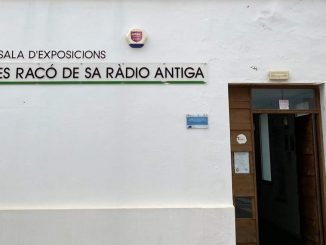 SALA D'EXPOSICIONS
ES RACÓ DE SA RÀDIO ANTIGA